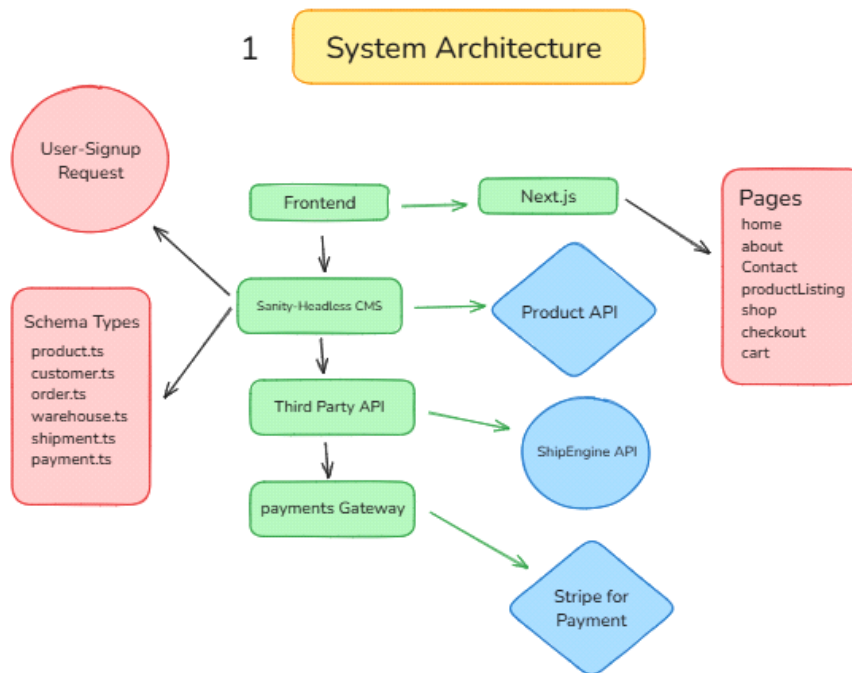 1
System Architecture
User-Signup
Request
Frontend
Next.js
Pages
home
about
Contact
productListing
shop
checkout
cart
Sanity-Headless CMS
Product API
Schema Types
product.ts
customer.ts
order.ts
warehouse.ts
shipment.ts
payment.ts
Third Party API
ShipEngine API
payments Gateway
Stripe for
Payment